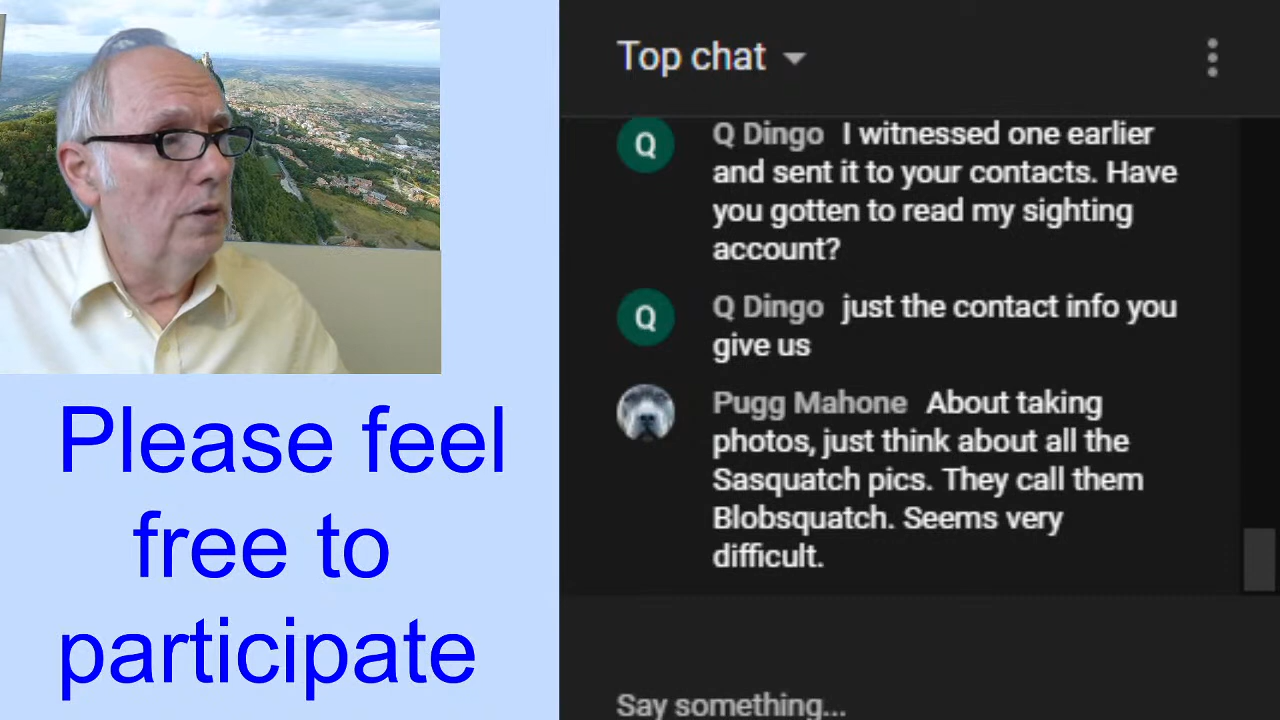 Please feel
free to
participate
Top chat
Q
Q Dingo I witnessed one earlier
and sent it to your contacts. Have
you gotten to read my sighting
account?
Q
Q Dingo just the contact info you
give us
Pugg Mahone About taking
photos, just think about all the
Sasquatch pics. They call them
Blobsquatch. Seems very
difficult.
Say something...